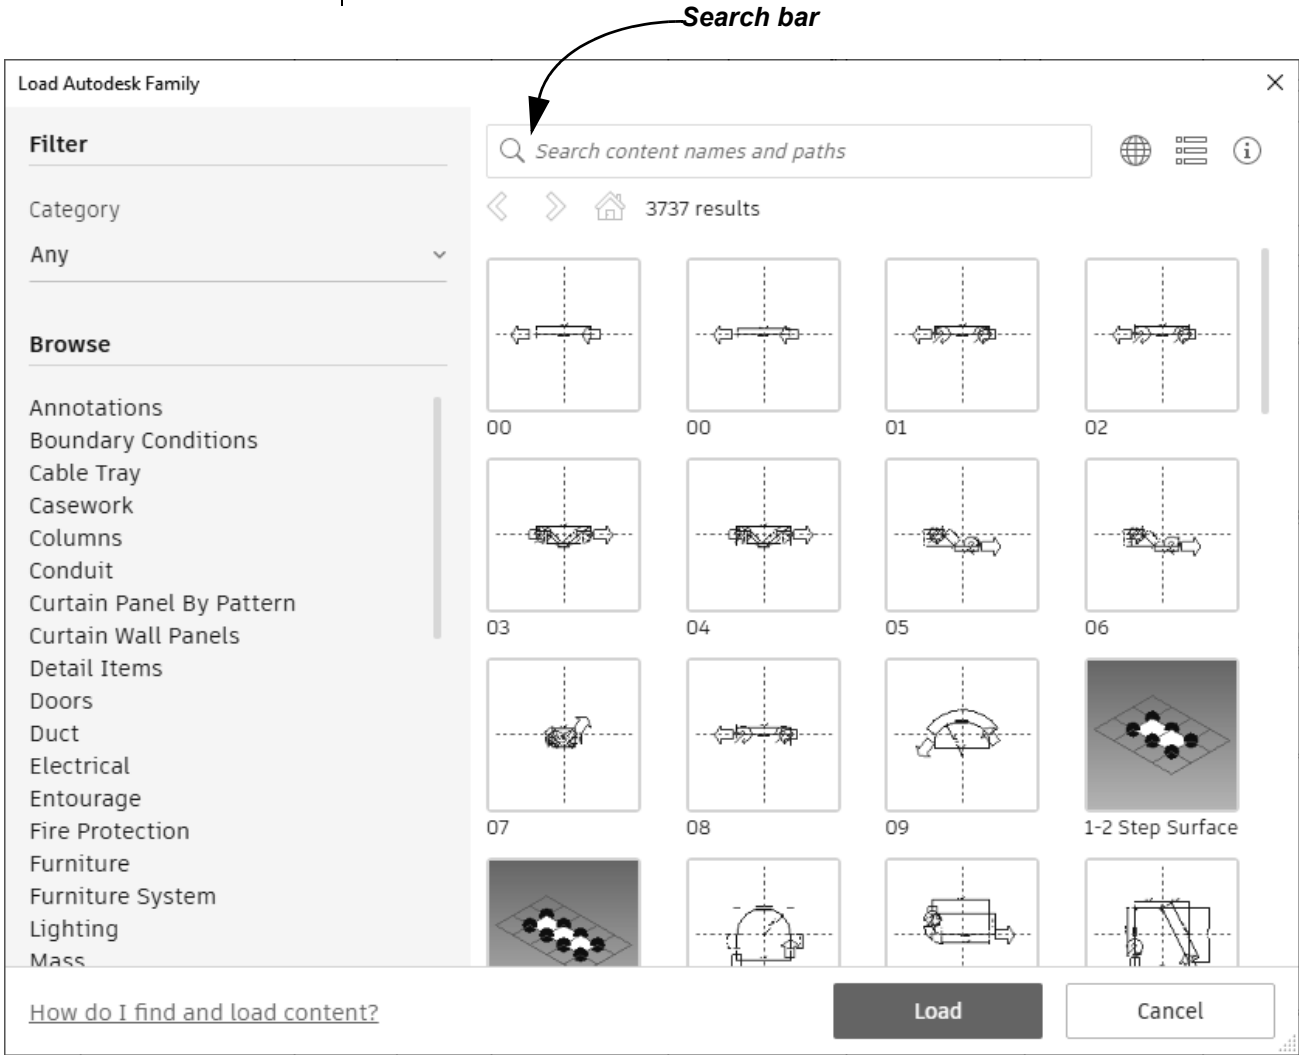 Search bar
Load Autodesk Family
Filter
Category
Any
Browse
Annotations
Boundary Conditions
Cable Tray
Casework
Columns
Conduit
Curtain Panel By Pattern
Curtain Wall Panels
Detail Items
Doors
Duct
Electrical
Entourage
Fire Protection
Furniture
Furniture System
Lighting
Mass
Search content names and paths
3737 results
00
00
01
02
03
04
05
06
07
08
09
1-2 Step Surface
How do I find and load content?
Load
Cancel